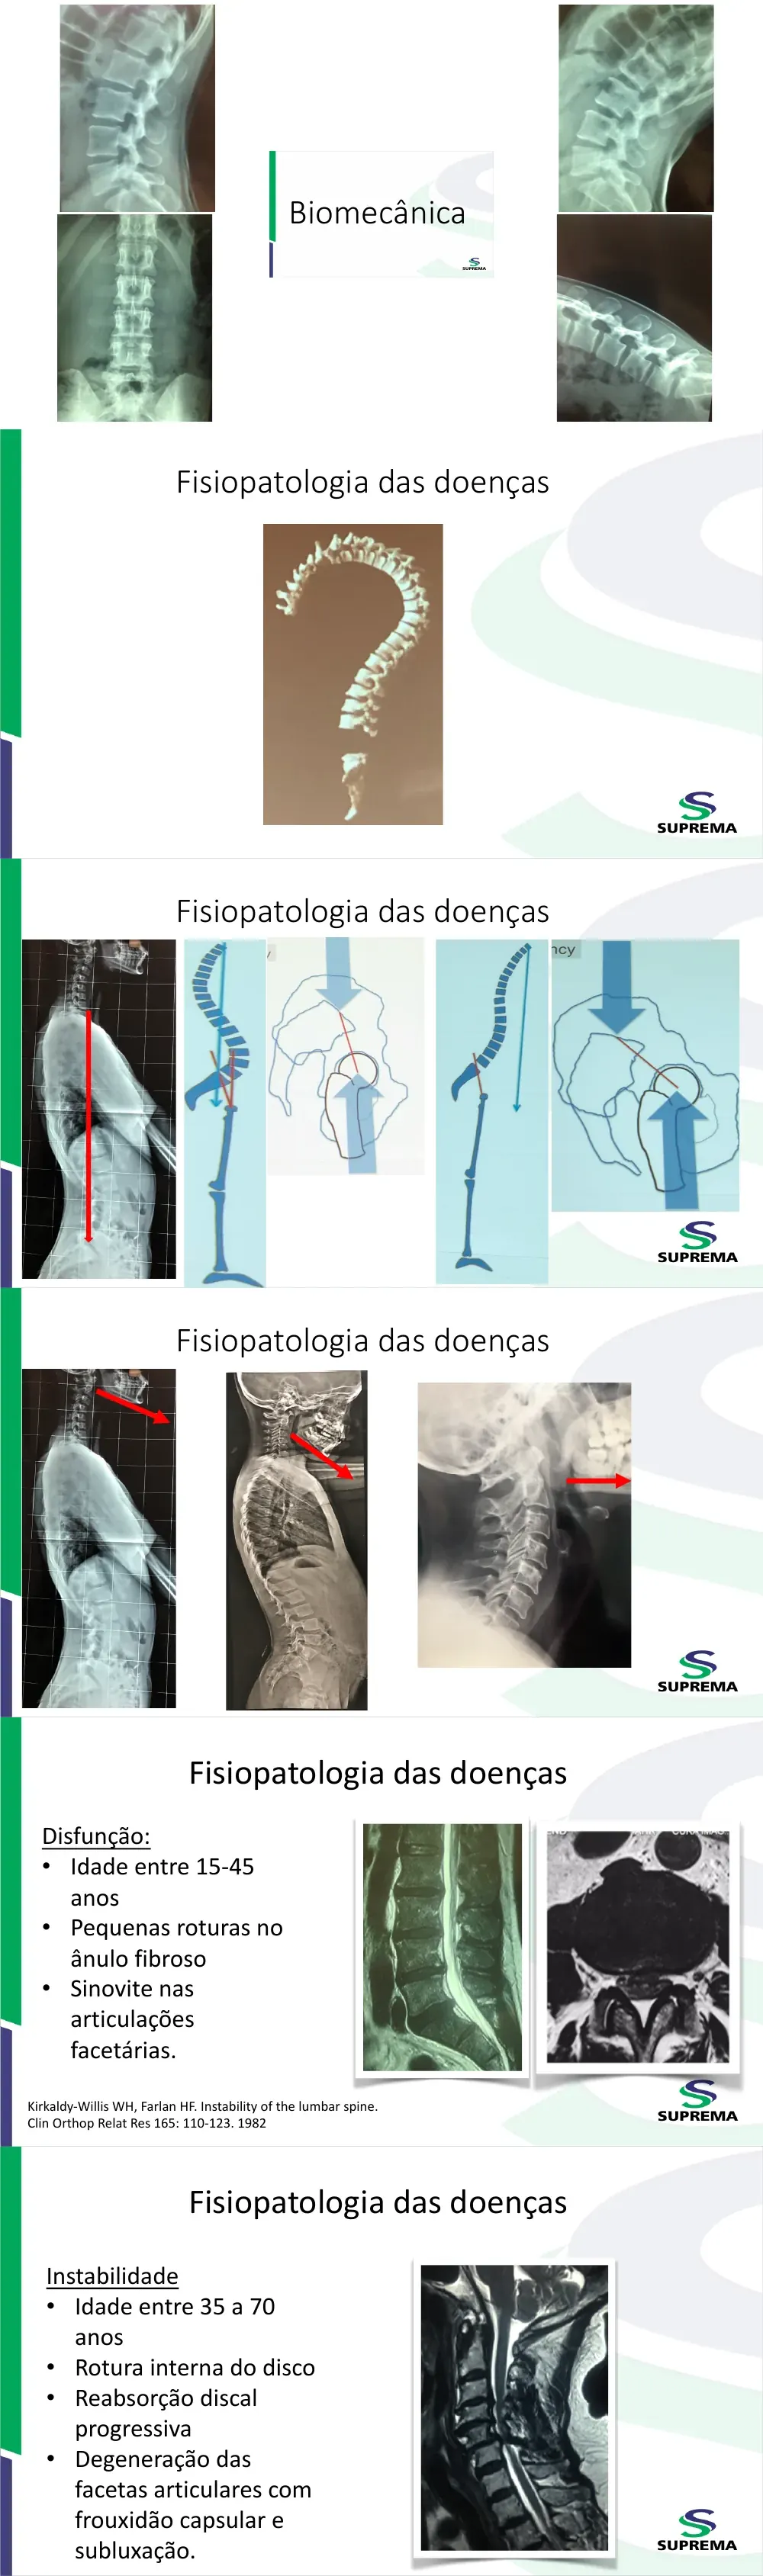 Biomecânica
SUPREMA
Fisiopatologia das doenças
SUPREMA
Fisiopatologia das doenças
ncy
SUPREMA
Fisiopatologia das doenças
SUPREMA
Fisiopatologia das doenças
Disfunção:
• Idade entre 15-45
anos
• Pequenas roturas no
ânulo fibroso
• Sinovite nas
articulações
facetárias.
Kirkaldy-Willis WH, Farlan HF. Instability of the lumbar spine.
Clin Orthop Relat Res 165: 110-123. 1982
SUPREMA
Fisiopatologia das doenças
Instabilidade
• Idade entre 35 a 70
anos
• Rotura interna do disco
• Reabsorção discal
progressiva
• Degeneração das
facetas articulares com
frouxidão capsular e
subluxação.
SUPREMA